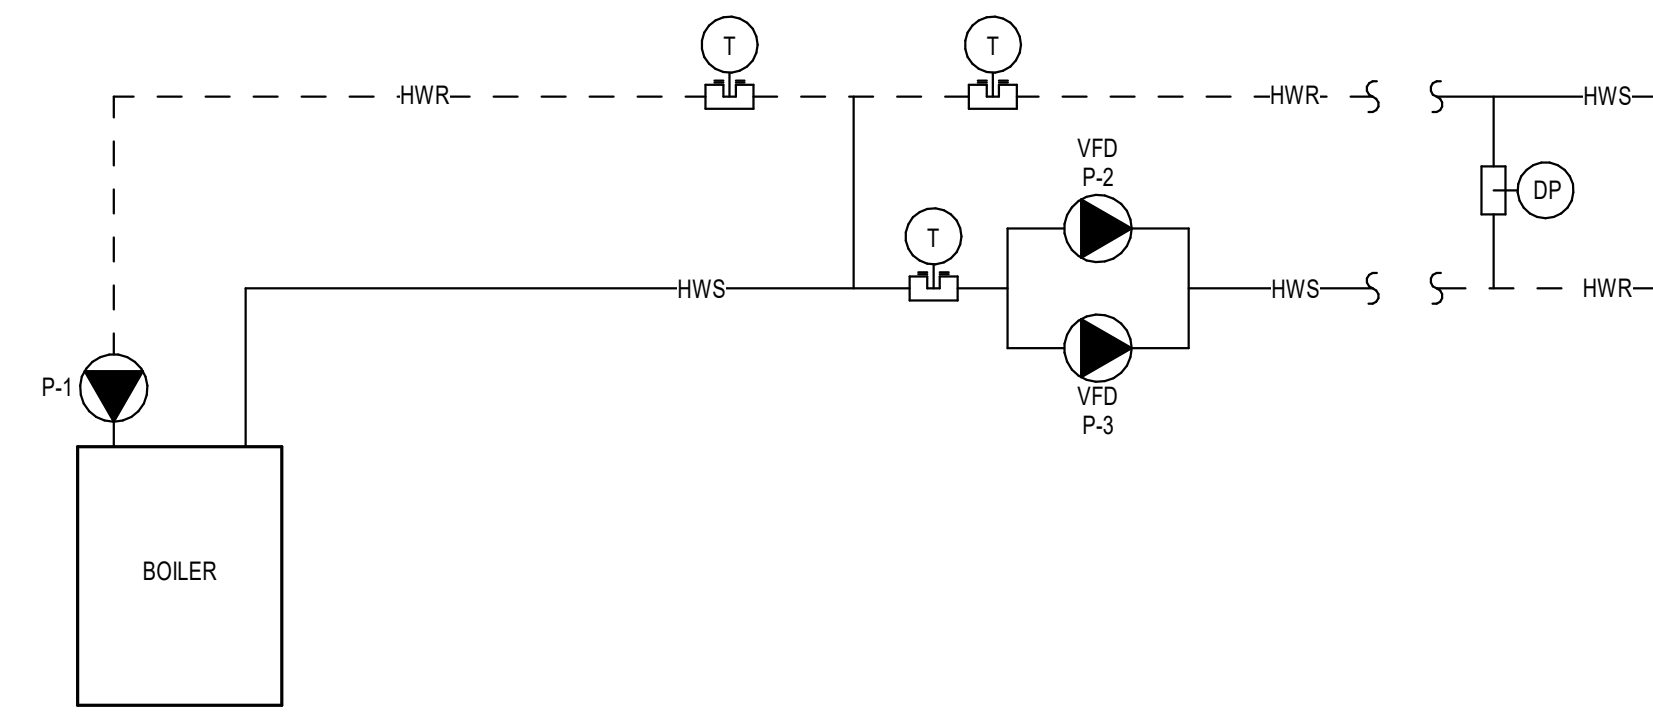 T
T
HWR
HWR
HWS
VFD
P-2
DP
T
HWS
HWS
HWR
P-1
VFD
P-3
BOILER